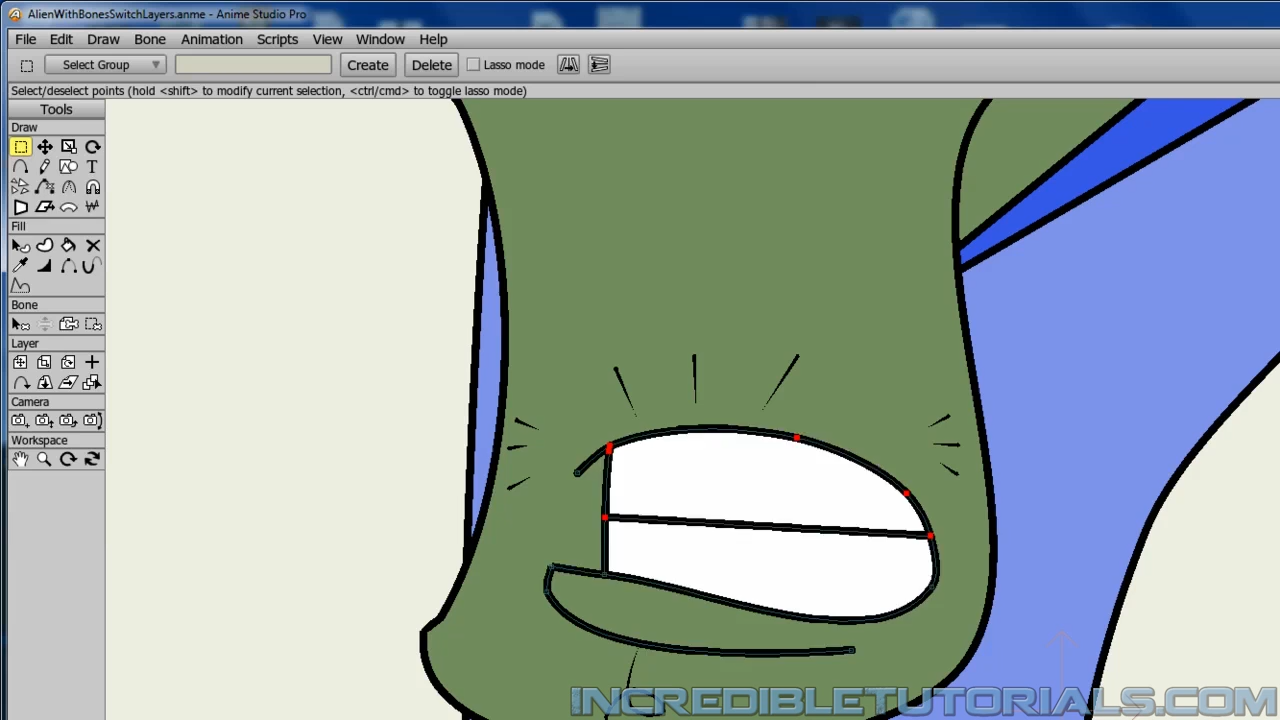 AlienWithBonesSwitchLayers.anme - Anime Studio Pro
File Edit Draw Bone Animation Scripts View Window Help
Select Group Create Delete Lasso mode
Select/deselect points (hold <shift> to modify current selection, <ctrl/cmd> to toggle lasso mode)
Tools
Draw
T
Fill
Bone
Layer
Camera
Workspace
INCREDIBLETUTORIALS.COM